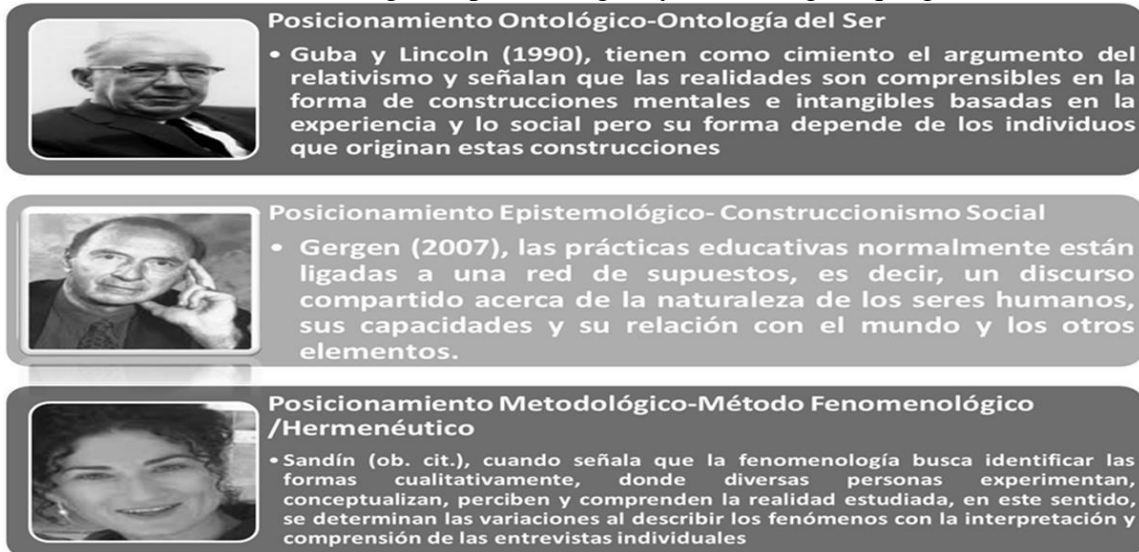 Posicionamiento Ontológico-Ontología del Ser
• Guba y Lincoln (1990), tienen como cimiento el argumento del
relativismo y señalan que las realidades son comprensibles en la
forma de construcciones mentales e intangibles basadas en la
experiencia y lo social pero su forma depende de los individuos
que originan estas construcciones
Posicionamiento Epistemológico- Construccionismo Social
• Gergen (2007), las prácticas educativas normalmente están
ligadas a una red de supuestos, es decir, un discurso
compartido acerca de la naturaleza de los seres humanos,
sus capacidades y su relación con el mundo y los otros
elementos.
Posicionamiento Metodológico-Método Fenomenológico
/Hermenéutico
• Sandín (ob. cit.), cuando señala que la fenomenología busca identificar las
formas cualitativamente, donde diversas personas experimentan,
conceptualizan, perciben y comprenden la realidad estudiada, en este sentido,
se determinan las variaciones al describir los fenómenos con la interpretación y
comprensión de las entrevistas individuales